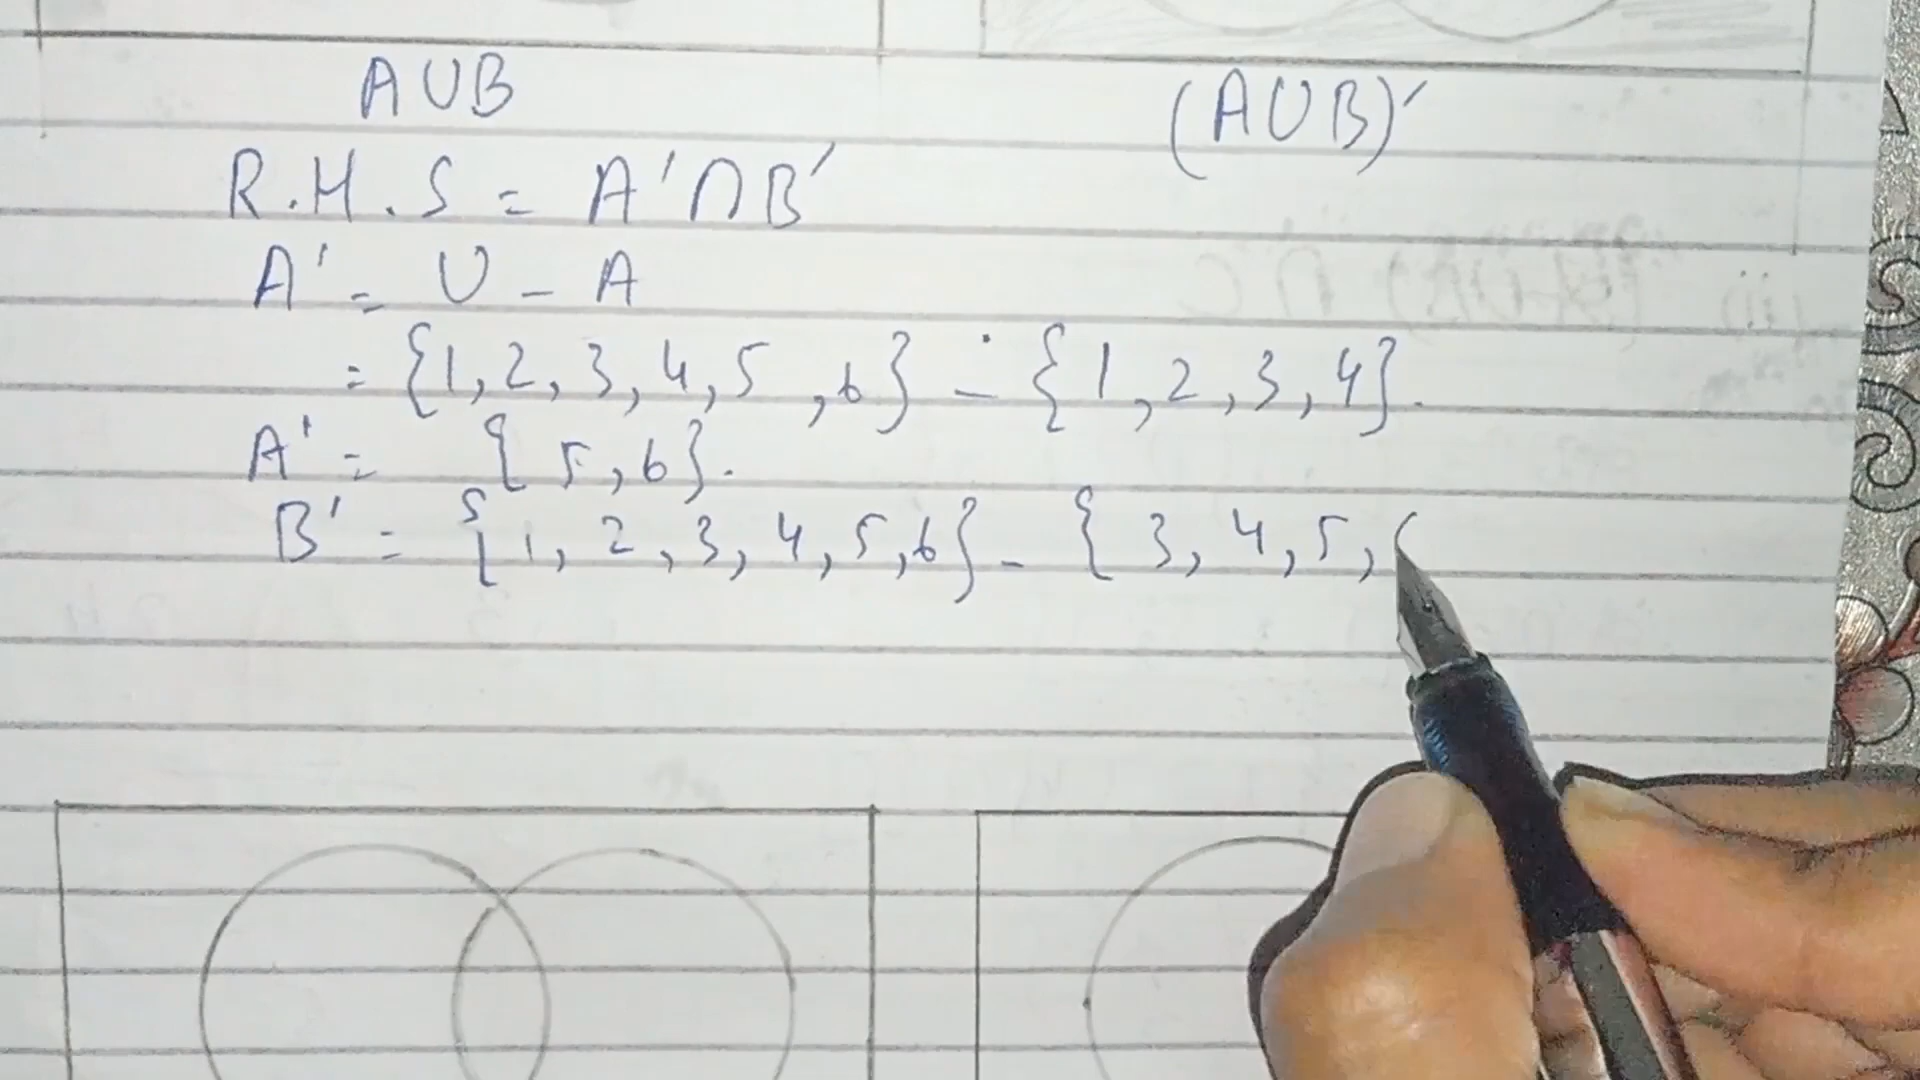 A∪B
(A∪B)′
R.H.S = A′∩B′
A′ = U - A
= {1,2,3,4,5,6} - {1,2,3,4}.
A′ = {5,6}.
B′ = {1,2,3,4,5,6} - {3,4,5,